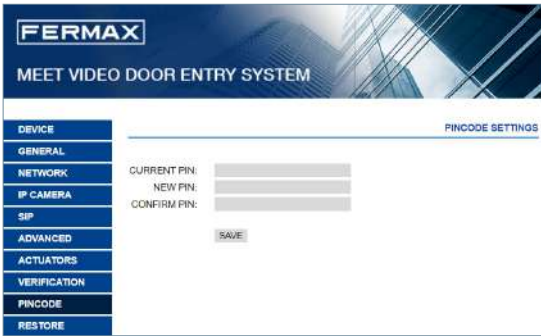 FERMAX
MEET VIDEO DOOR ENTRY SYSTEM
DEVICE
GENERAL
NETWORK
IP CAMERA
SIP
ADVANCED
ACTUATORS
VERIFICATION
PINCODE
RESTORE
PINCODE SETTINGS
CURRENT PIN:
NEW PIN:
CONFIRM PIN:
SAVE